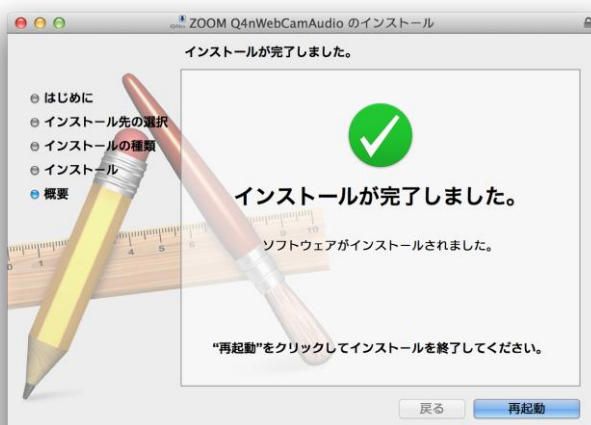 ZOOM Q4nWebCamAudio のインストール
インストールが完了しました。
はじめに
インストール先の選択
インストールの種類
インストール
概要
インストールが完了しました。
ソフトウェアがインストールされました。
“再起動”をクリックしてインストールを終了してください。
戻る
再起動
0 1 4 5 9 10